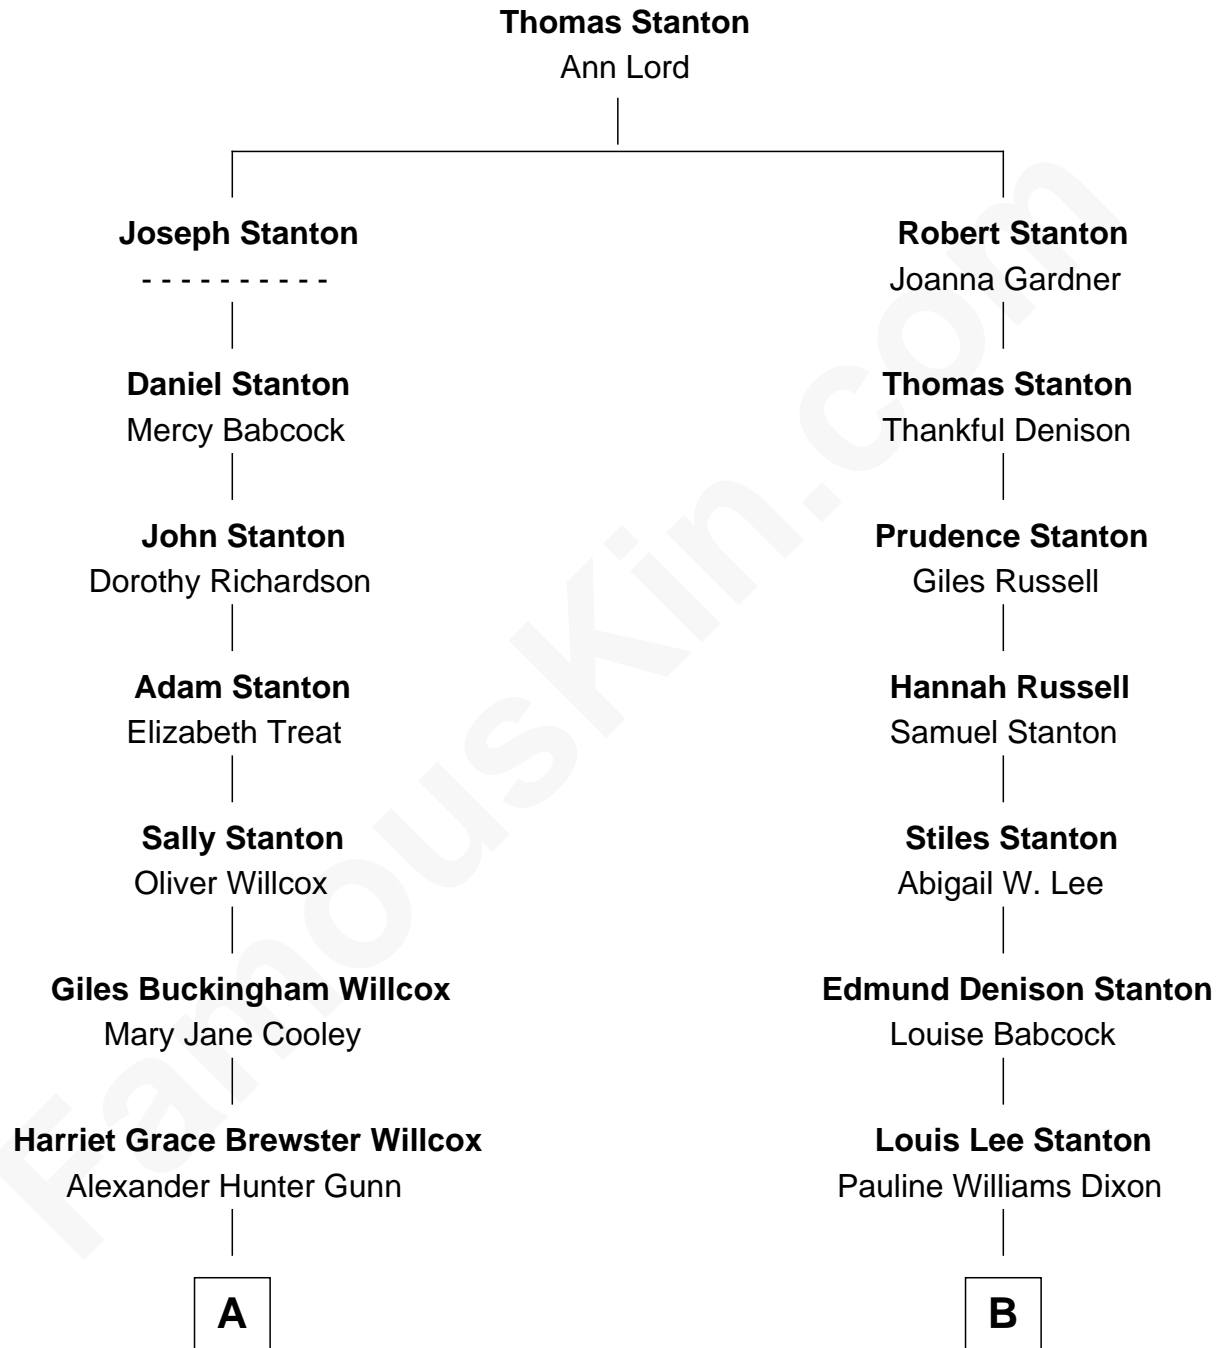 Thomas Stanton
Ann Lord
Joseph Stanton
- - - - - - - - - -
Daniel Stanton
Mercy Babcock
John Stanton
Dorothy Richardson
Adam Stanton
Elizabeth Treat
Sally Stanton
Oliver Willcox
Giles Buckingham Willcox
Mary Jane Cooley
Harriet Grace Brewster Willcox
Alexander Hunter Gunn
A
Robert Stanton
Joanna Gardner
Thomas Stanton
Thankful Denison
Prudence Stanton
Giles Russell
Hannah Russell
Samuel Stanton
Stiles Stanton
Abigail W. Lee
Edmund Denison Stanton
Louise Babcock
Louis Lee Stanton
Pauline Williams Dixon
B
FamousKin.com